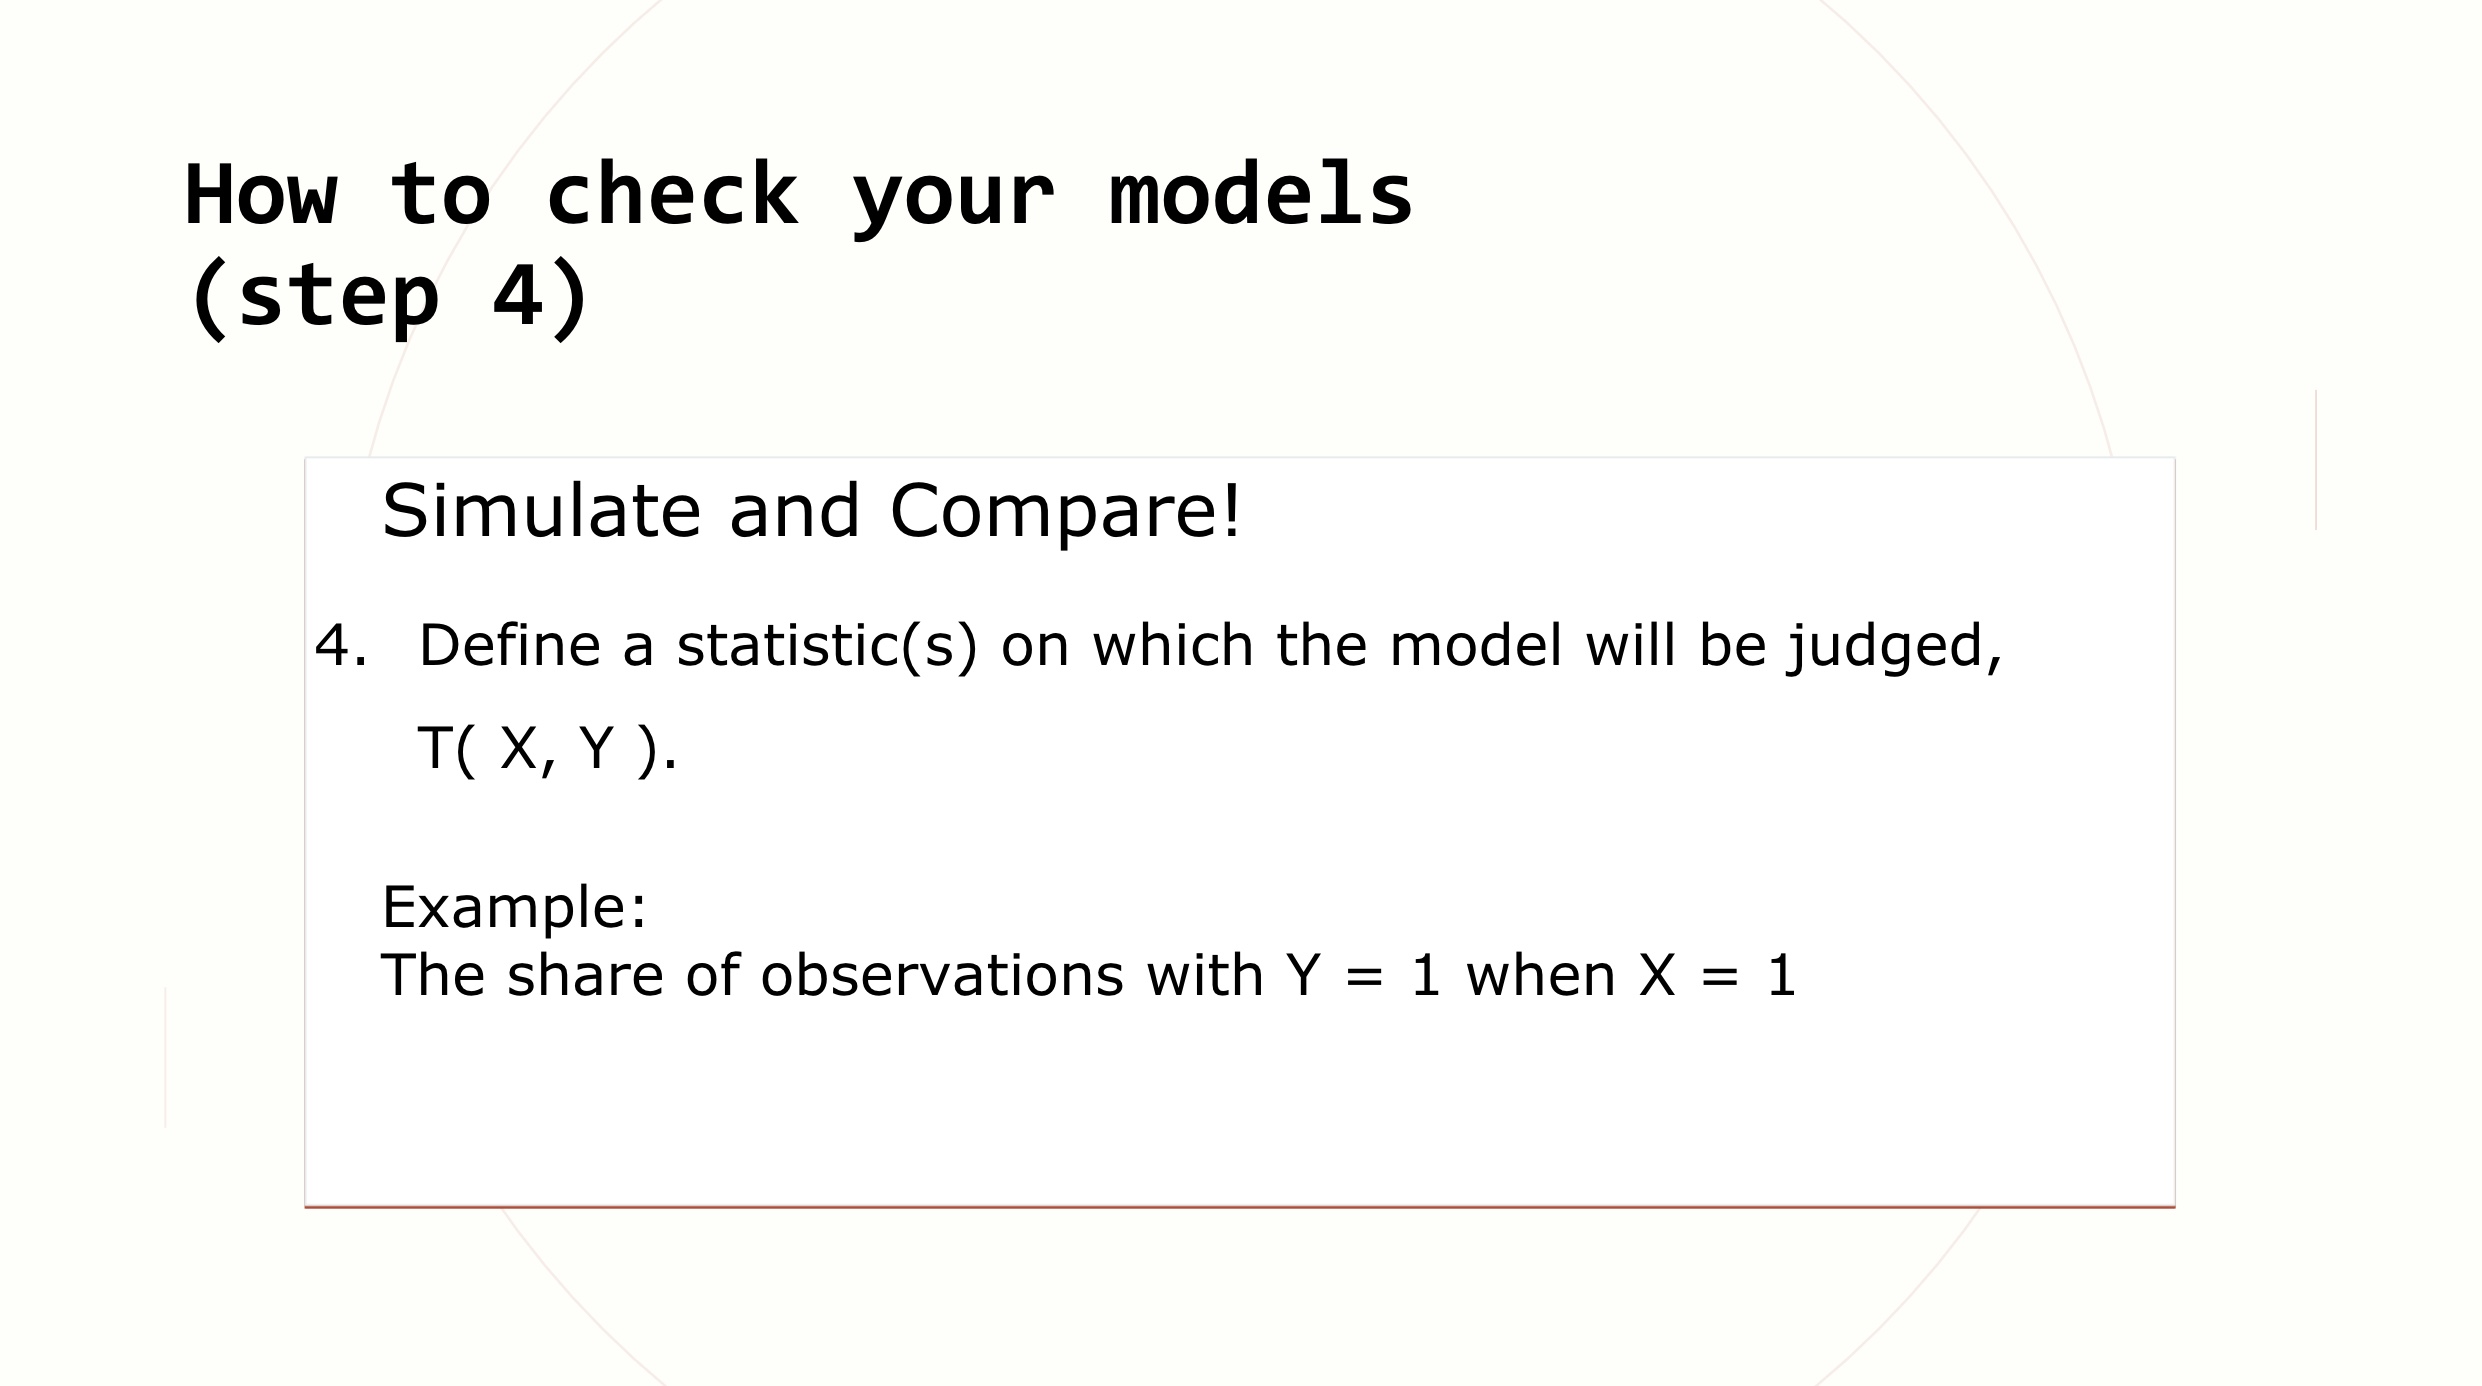 How to check your models
(step 4)
Simulate and Compare!
4. Define a statistic(s) on which the model will be judged,
T( X, Y ).
Example:
The share of observations with Y = 1 when X = 1